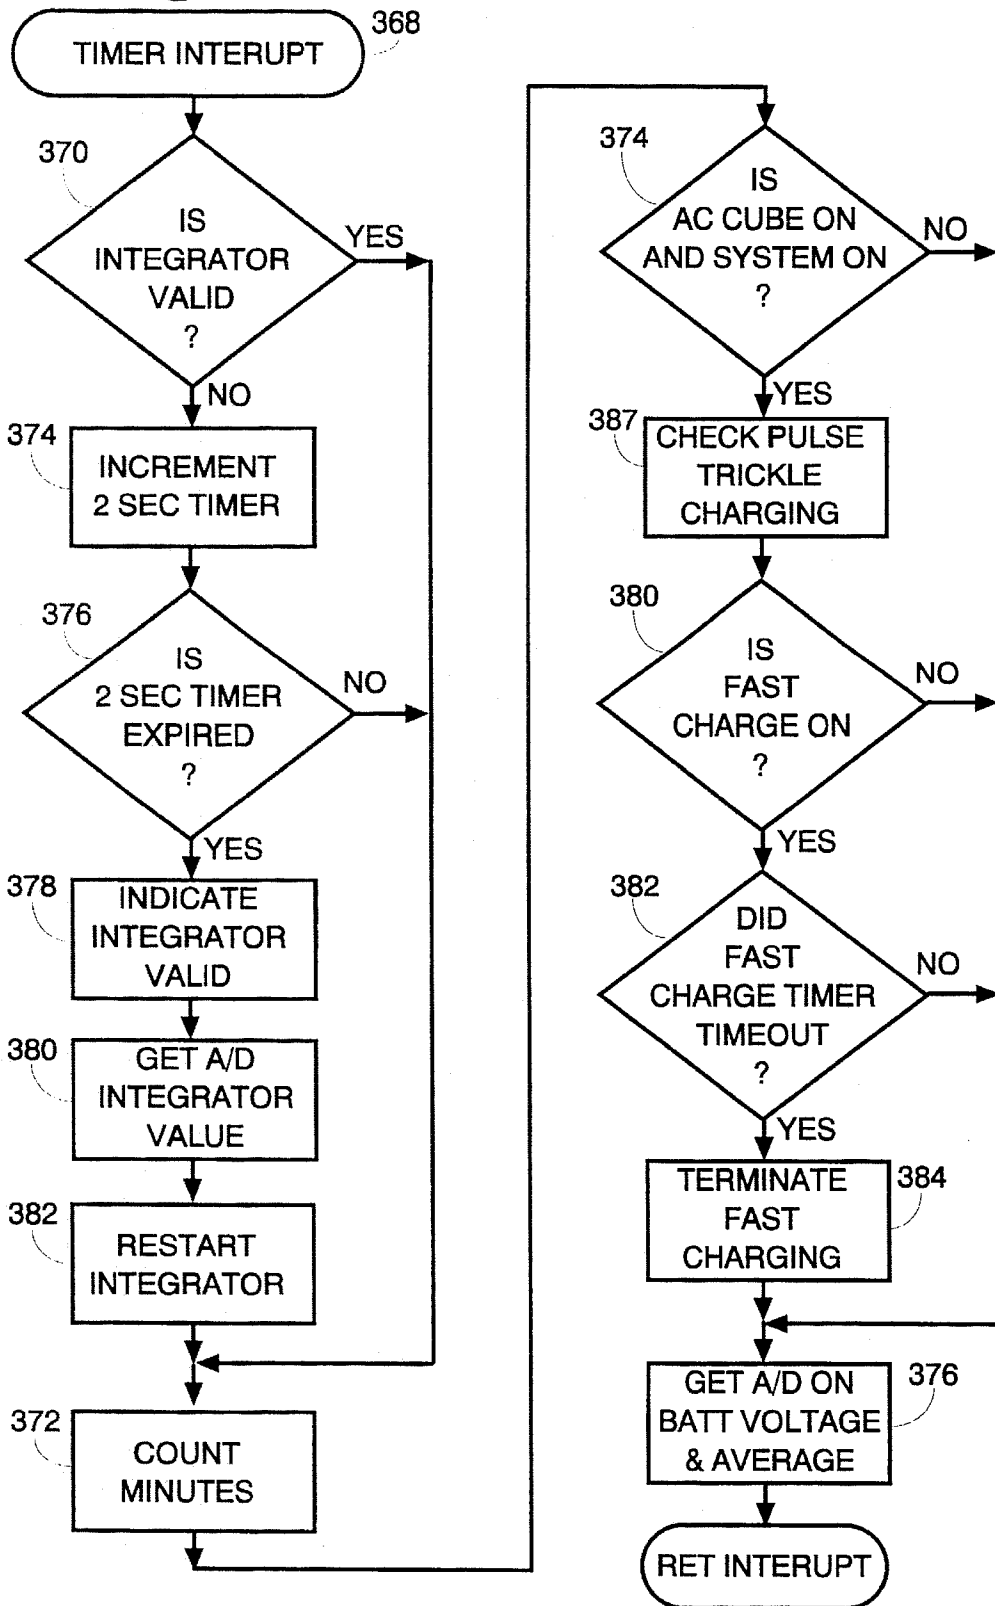 TIMER INTERUPT
368
370
IS
INTEGRATOR
VALID
?
YES
NO
374
INCREMENT
2 SEC TIMER
376
IS
2 SEC TIMER
EXPIRED
?
NO
YES
378
INDICATE
INTEGRATOR
VALID
380
GET A/D
INTEGRATOR
VALUE
382
RESTART
INTEGRATOR
372
COUNT
MINUTES
374
IS
AC CUBE ON
AND SYSTEM ON
?
NO
YES
387
CHECK PULSE
TRICKLE
CHARGING
380
IS
FAST
CHARGE ON
?
NO
YES
382
DID
FAST
CHARGE TIMER
TIMEOUT
?
NO
YES
TERMINATE
FAST
CHARGING
384
GET A/D ON
BATT VOLTAGE
& AVERAGE
376
RET INTERUPT